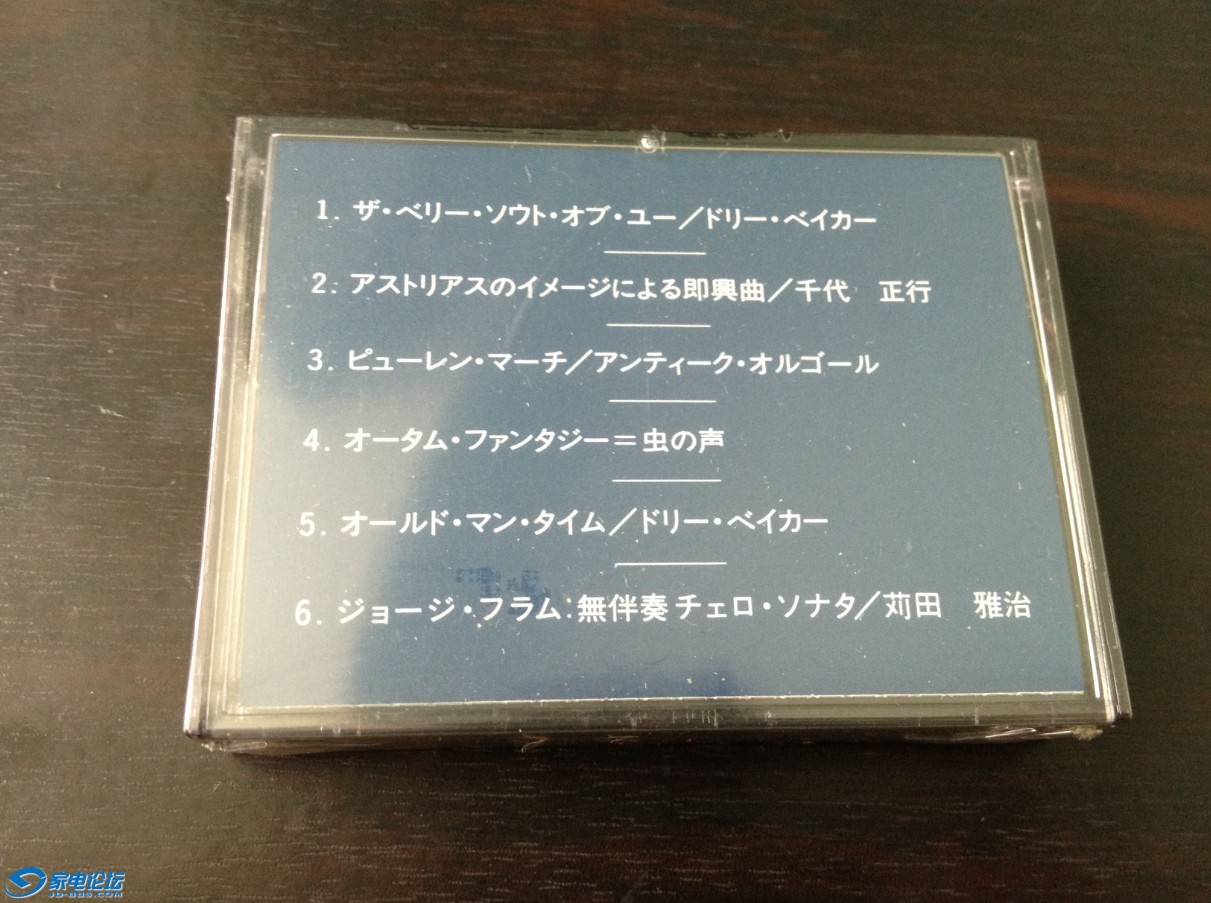 1. ザ・ベリー・ソウト・オブ・ユー／ドリー・ベイカー
2. アストリアスのイメージによる即興曲／千代　正行
3. ピューレン・マーチ／アンティーク・オルゴール
4. オータム・ファンタジー＝虫の声
5. オールド・マン・タイム／ドリー・ベイカー
6. ジョージ・フラム：無伴奏チェロ・ソナタ／苅田　雅治
家电论坛
JD-BBS.COM